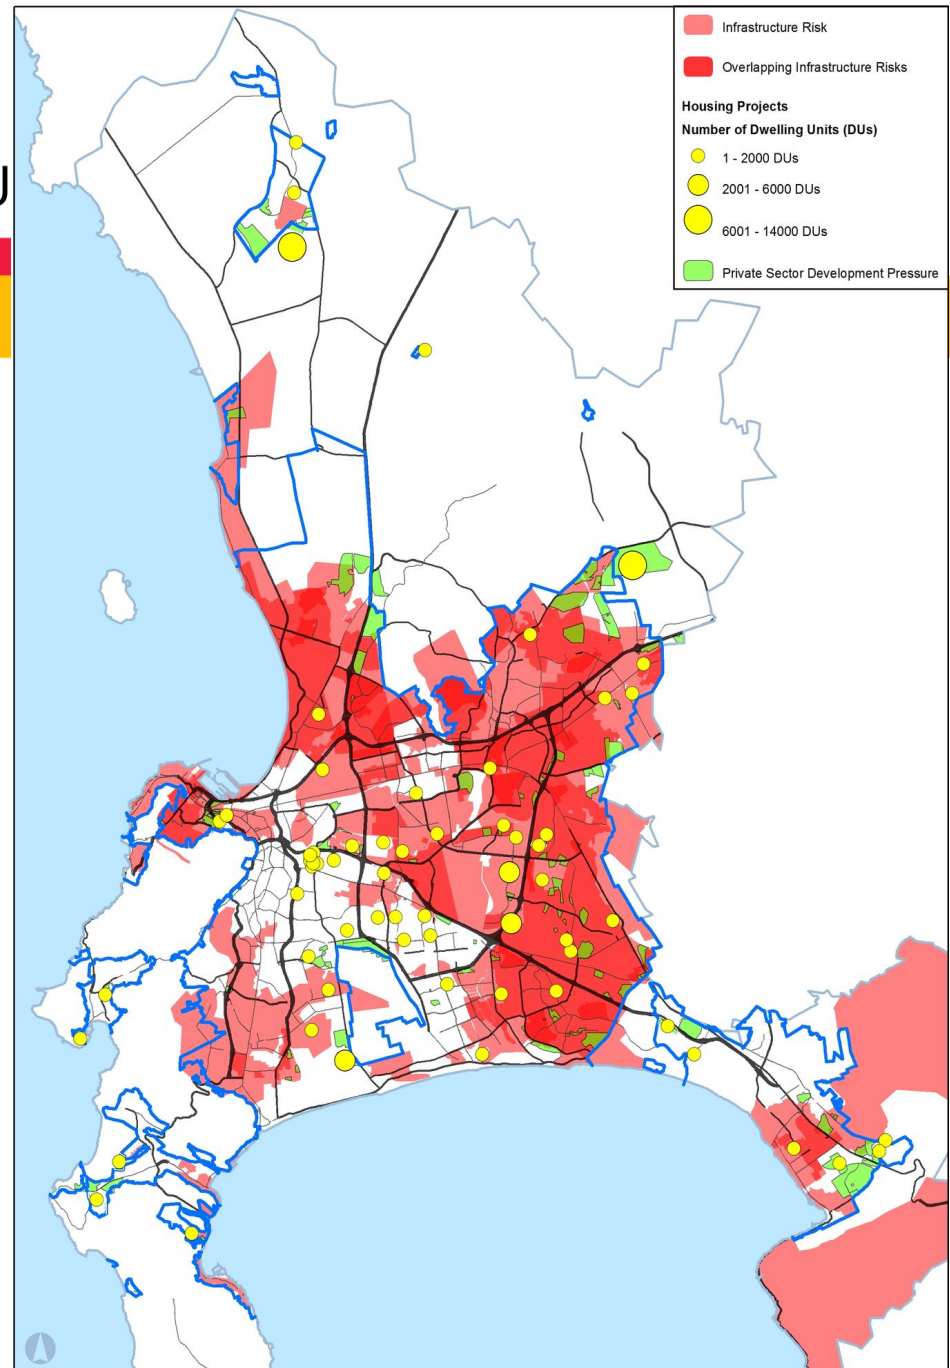 Infrastructure Risk
Overlapping Infrastructure Risks
Housing Projects
Number of Dwelling Units (DUs)
1 - 2000 DUs
2001 - 6000 DUs
6001 - 14000 DUs
Private Sector Development Pressure